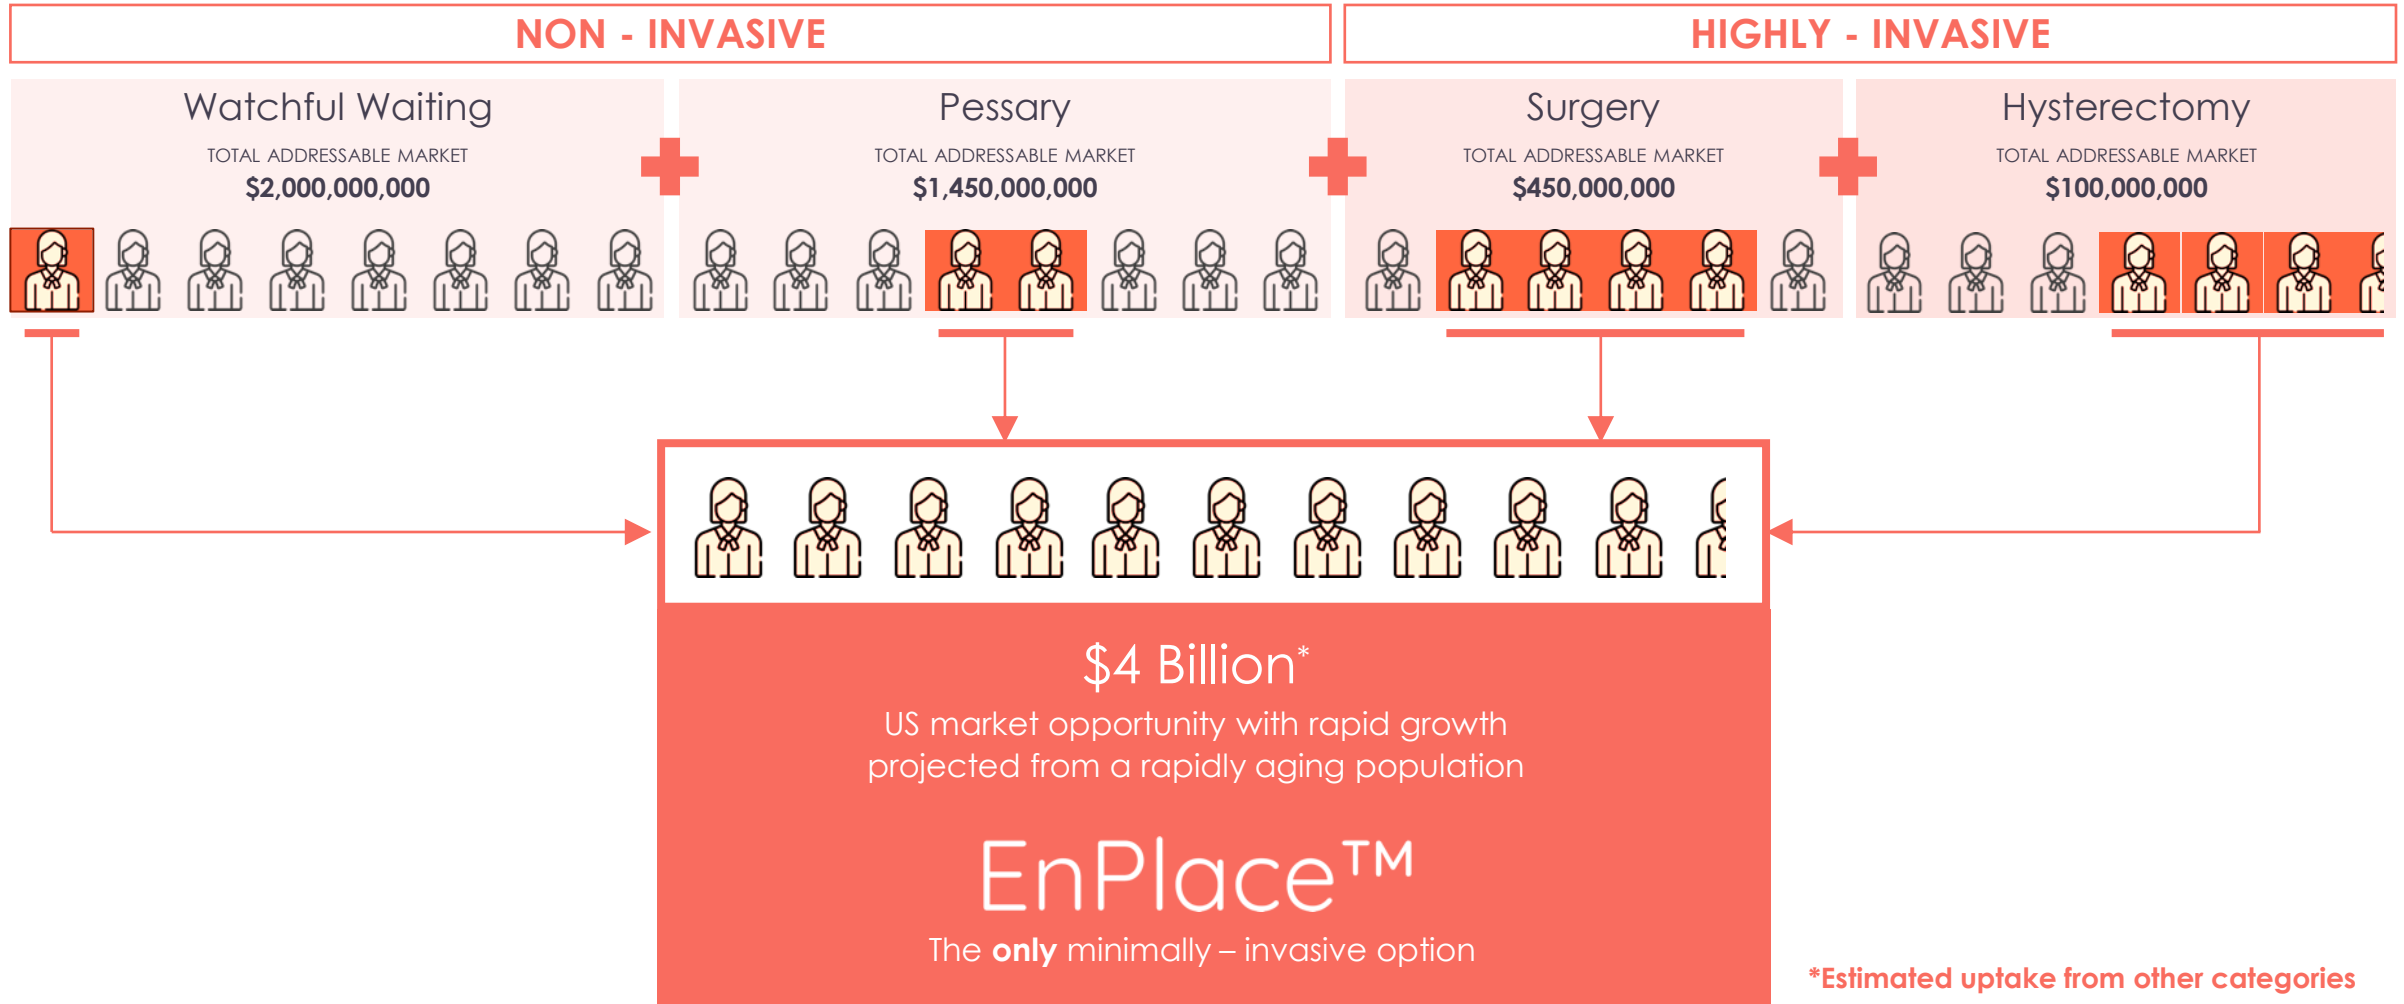 NON - INVASIVE
HIGHLY - INVASIVE
Watchful Waiting
TOTAL ADDRESSABLE MARKET
$2,000,000,000
Pessary
TOTAL ADDRESSABLE MARKET
$1,450,000,000
Surgery
TOTAL ADDRESSABLE MARKET
$450,000,000
Hysterectomy
TOTAL ADDRESSABLE MARKET
$100,000,000
$4 Billion*
US market opportunity with rapid growth
projected from a rapidly aging population
EnPlace™
The only minimally – invasive option
*Estimated uptake from other categories